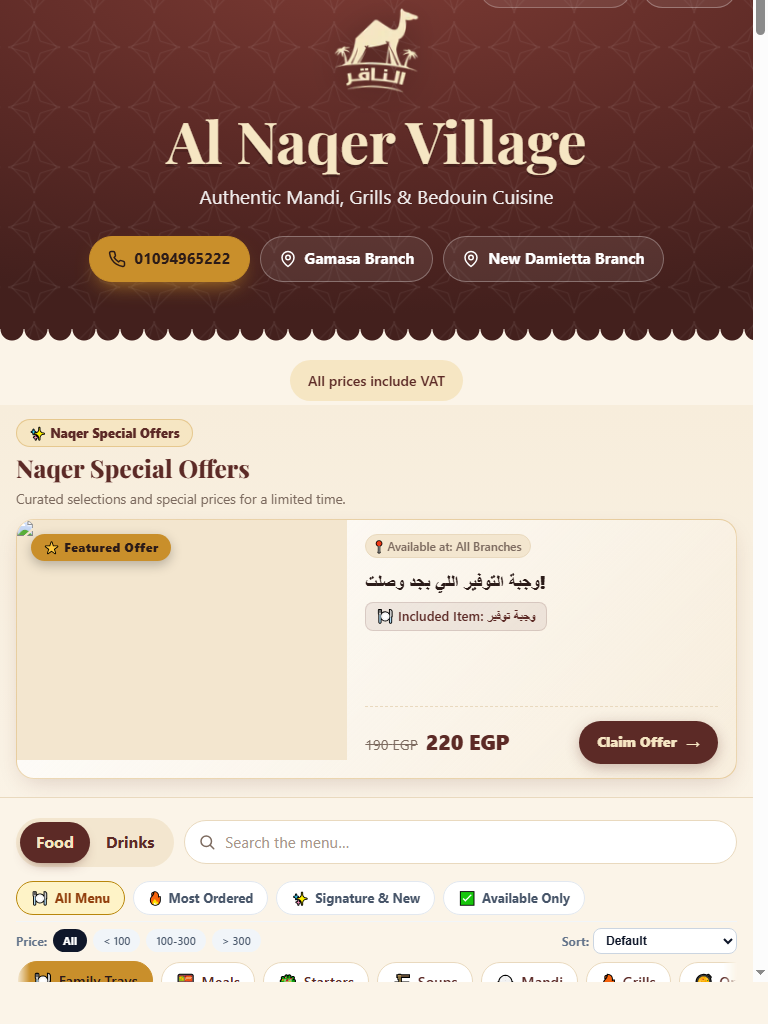 الناقر
Al Naqer Village
Authentic Mandi, Grills & Bedouin Cuisine
01094965222
Gamasa Branch
New Damietta Branch
All prices include VAT
Naqer Special Offers
Naqer Special Offers
Curated selections and special prices for a limited time.
Featured Offer
Available at: All Branches
وجبة التوفير اللي بجد وصلت!
Included Item: وجبة توفير
190 EGP 220 EGP
Claim Offer →
Food
Drinks
Search the menu...
All Menu
Most Ordered
Signature & New
Available Only
Price: All < 100 100-300 > 300
Sort: Default
Family Trays
Meals
Starters
Soups
Mandi
Grills